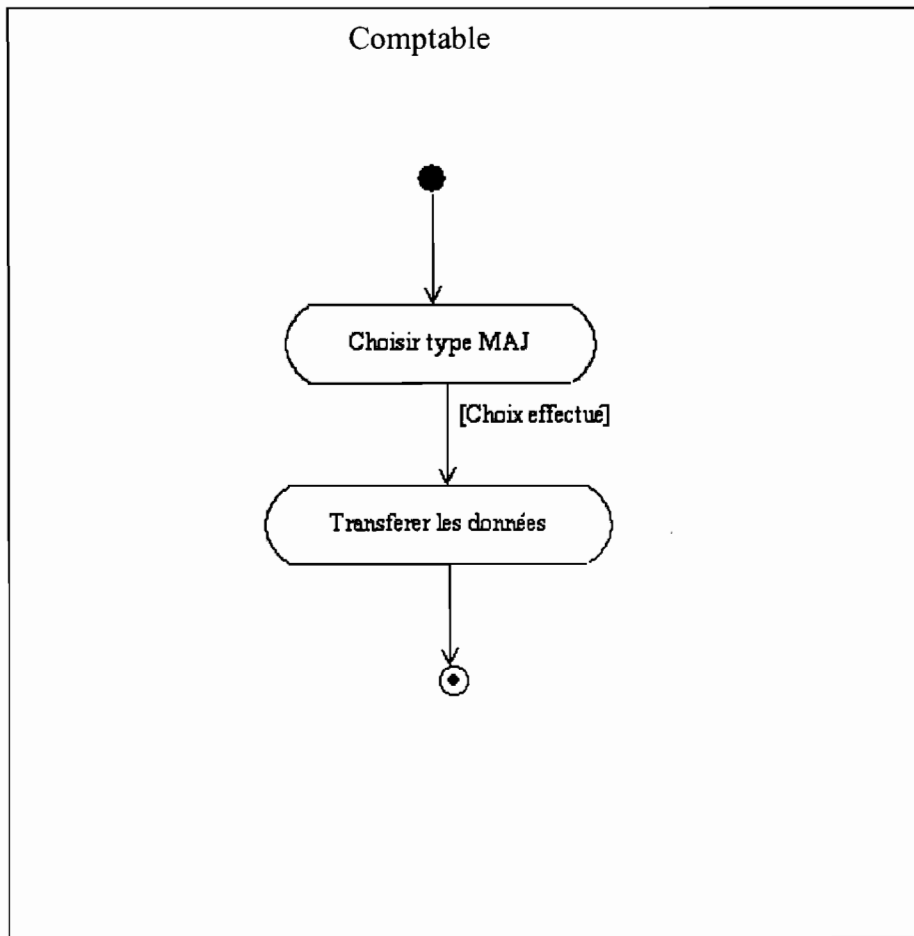 Comptable
Choisir type MAJ
[Choix effectué]
Transferer les données